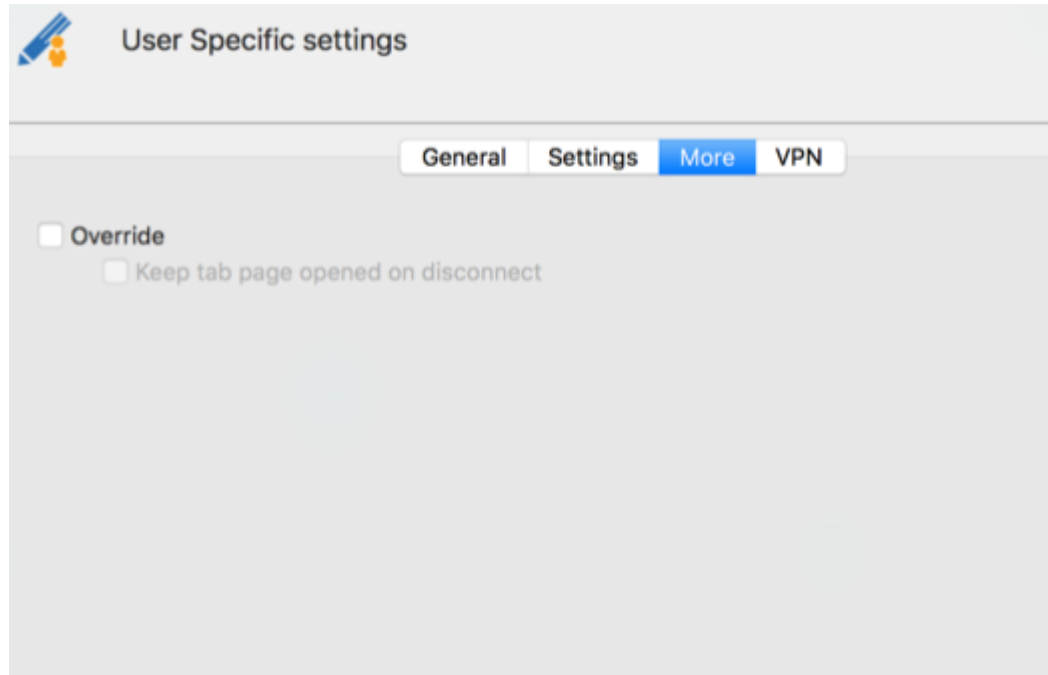 User Specific settings
General Settings More VPN
Override
Keep tab page opened on disconnect